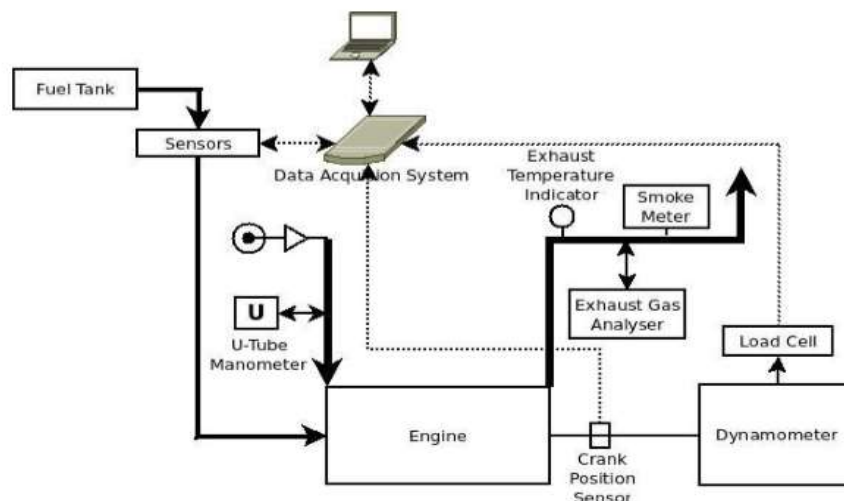 Fuel Tank
Sensors
Data Acquition System
Exhaust
Temperature
Indicator
Smoke
Meter
U
U-Tube
Manometer
Exhaust Gas
Analyser
Load Cell
Engine
Crank
Position
Sensor
Dynamometer